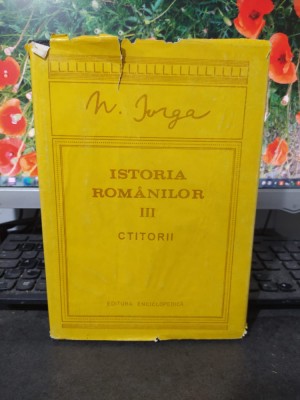 N. Iorga
ISTORIA
ROMÂNILOR
III
CTITORII
EDITURA ENCICLOPEDICĂ